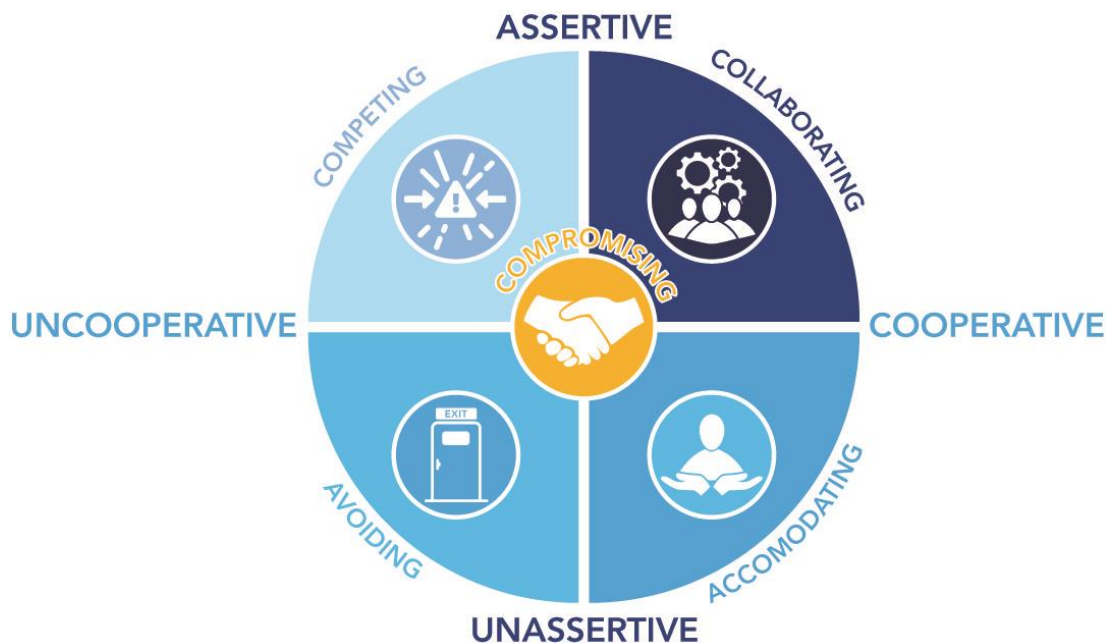 ASSERTIVE
COMPETING
COLLABORATING
COMPROMISING
UNCOOPERATIVE
COOPERATIVE
EXIT
AVOIDING
ACCOMODATING
UNASSERTIVE